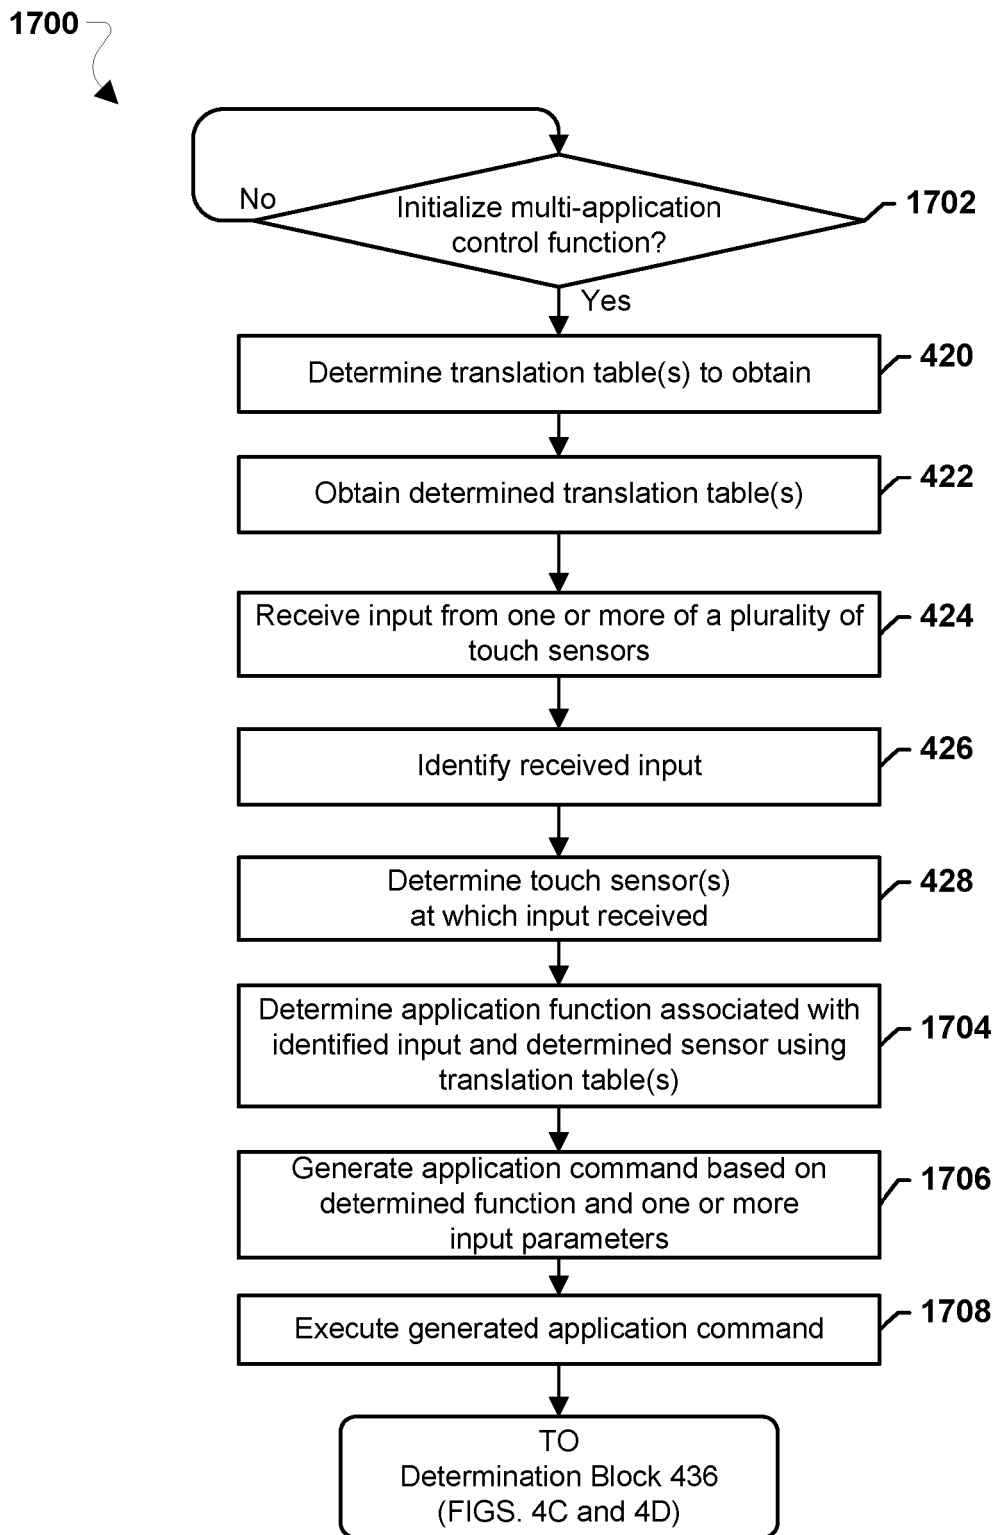 1700
No
Initialize multi-application
control function?
1702
Yes
Determine translation table(s) to obtain
420
Obtain determined translation table(s)
422
Receive input from one or more of a plurality of
touch sensors
424
Identify received input
426
Determine touch sensor(s)
at which input received
428
Determine application function associated with
identified input and determined sensor using
translation table(s)
1704
Generate application command based on
determined function and one or more
input parameters
1706
Execute generated application command
1708
TO
Determination Block 436
(FIGS. 4C and 4D)